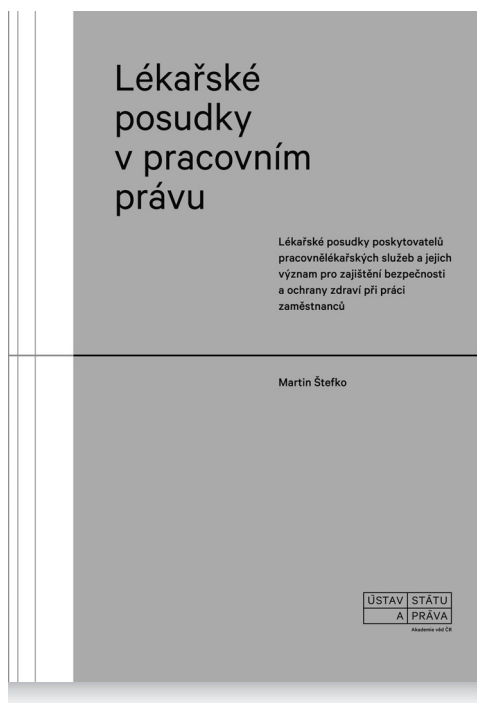 Lékařské
posudky
v pracovním
právu
Lékařské posudky poskytovatelů
pracovnělékařských služeb a jejich
význam pro zajištění bezpečnosti
a ochrany zdraví při práci
zaměstnanců
Martin Štefko
ÚSTAV STÁTU
A PRÁVA
Akademie věd ČR